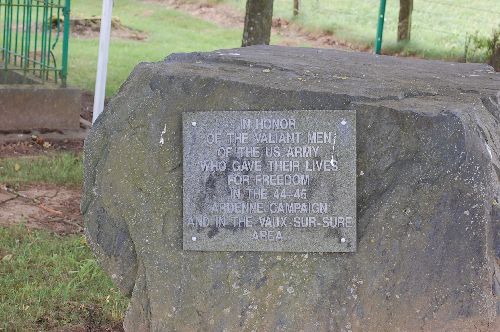 IN HONOR
OF THE VALIANT MEN
OF THE US ARMY
WHO GAVE THEIR LIVES
FOR FREEDOM
IN THE 44-45
ARDENNE CAMPAIGN
AND IN THE VAUX-SUR-SURE
AREA